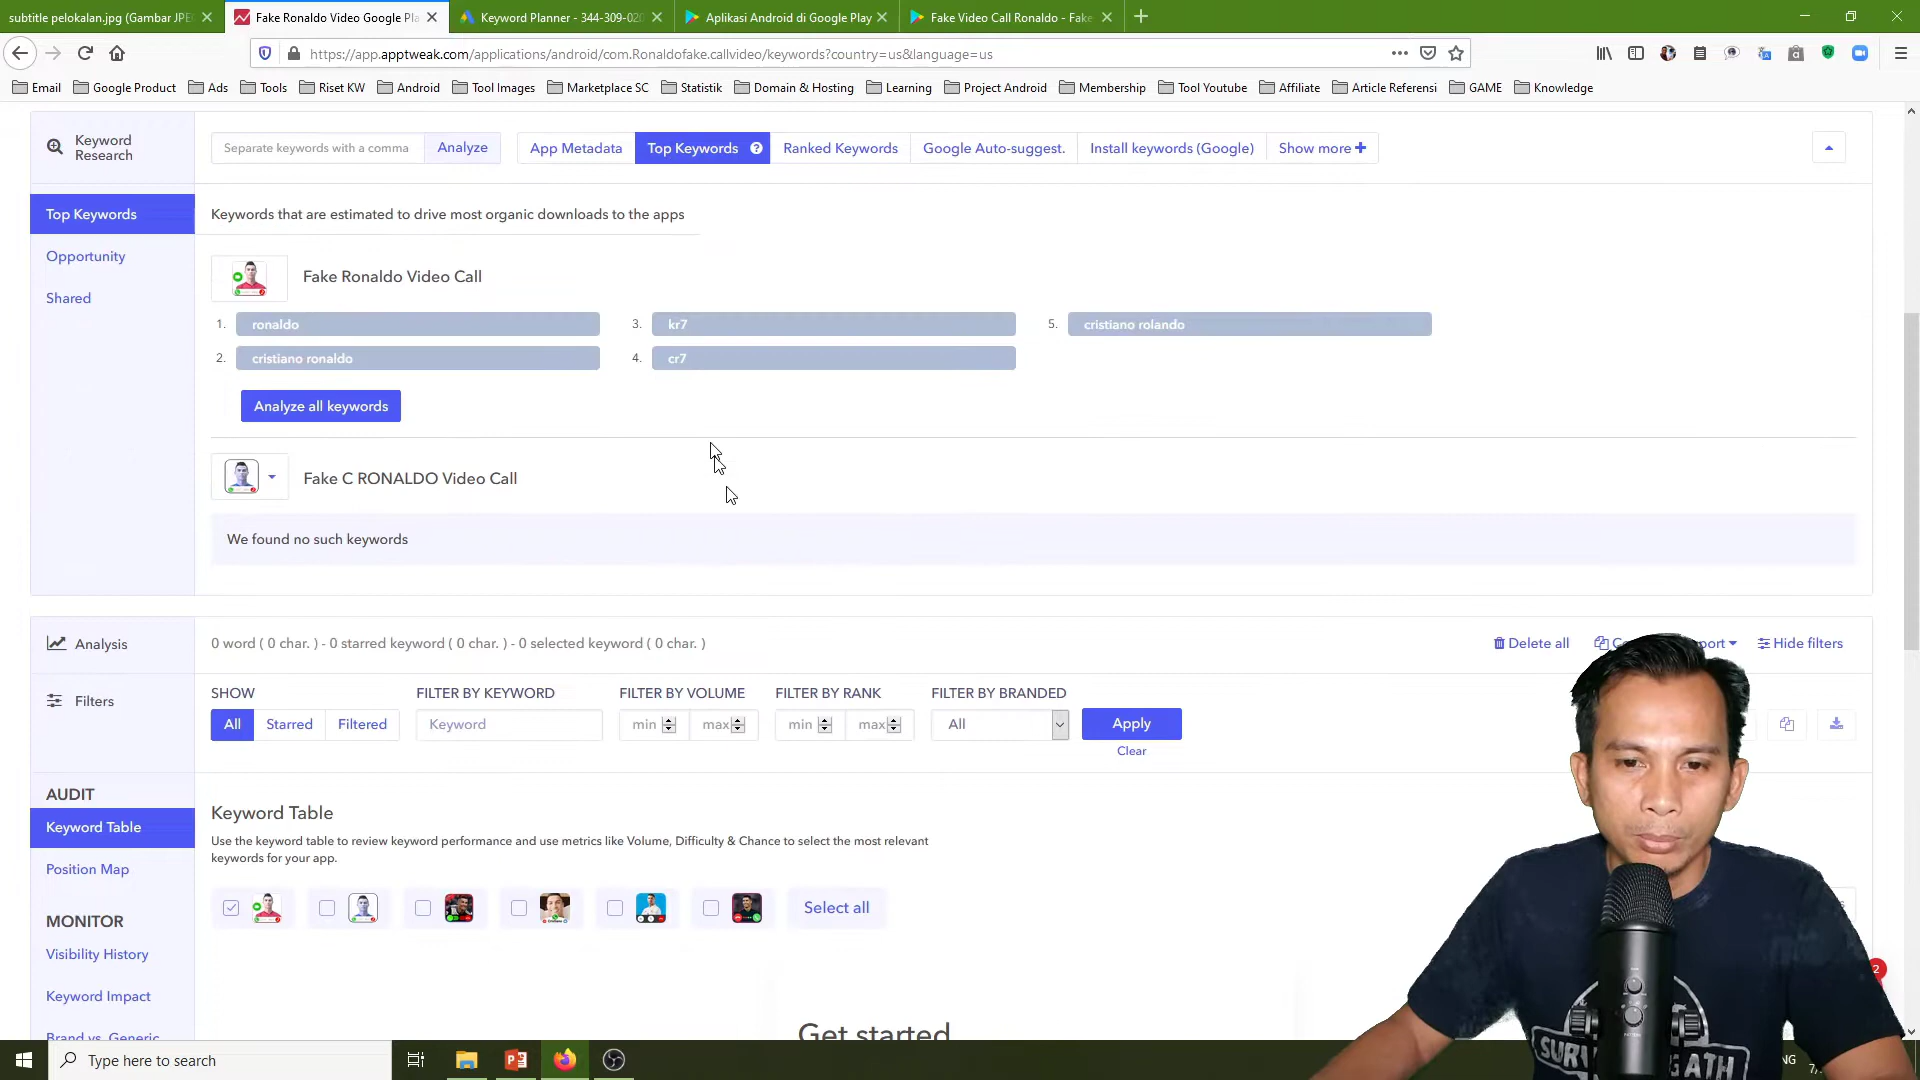 subtitle pelokalan.jpg (Gambar JPE
Fake Ronaldo Video Google Pla
Keyword Planner - 344-309-020
Aplikasi Android di Google Play
Fake Video Call Ronaldo - Fake
https://app.apptweak.com/applications/android/com.Ronaldofake.callvideo/keywords?country=us&language=us
Email Google Product Ads Tools Riset KW Android Tool Images Marketplace SC Statistik Domain & Hosting Learning Project Android Membership Tool Youtube Affiliate Article Referensi GAME Knowledge
Keyword
Research
Separate keywords with a comma Analyze App Metadata Top Keywords ? Ranked Keywords Google Auto-suggest. Install keywords (Google) Show more +
Top Keywords
Opportunity
Shared
Keywords that are estimated to drive most organic downloads to the apps
Fake Ronaldo Video Call
1. ronaldo 3. kr7 5. cristiano rolando
2. cristiano ronaldo 4. cr7
Analyze all keywords
Fake C RONALDO Video Call
We found no such keywords
Analysis
0 word ( 0 char. ) - 0 starred keyword ( 0 char. ) - 0 selected keyword ( 0 char. )
Delete all Hide filters
Filters
SHOW FILTER BY KEYWORD FILTER BY VOLUME FILTER BY RANK FILTER BY BRANDED
All Starred Filtered Keyword min max min max All Apply
Clear
AUDIT
Keyword Table
Position Map
MONITOR
Visibility History
Keyword Impact
Brand vs. Generic
Keyword Table
Use the keyword table to review keyword performance and use metrics like Volume, Difficulty & Chance to select the most relevant
keywords for your app.
Select all
Get started
2
Type here to search